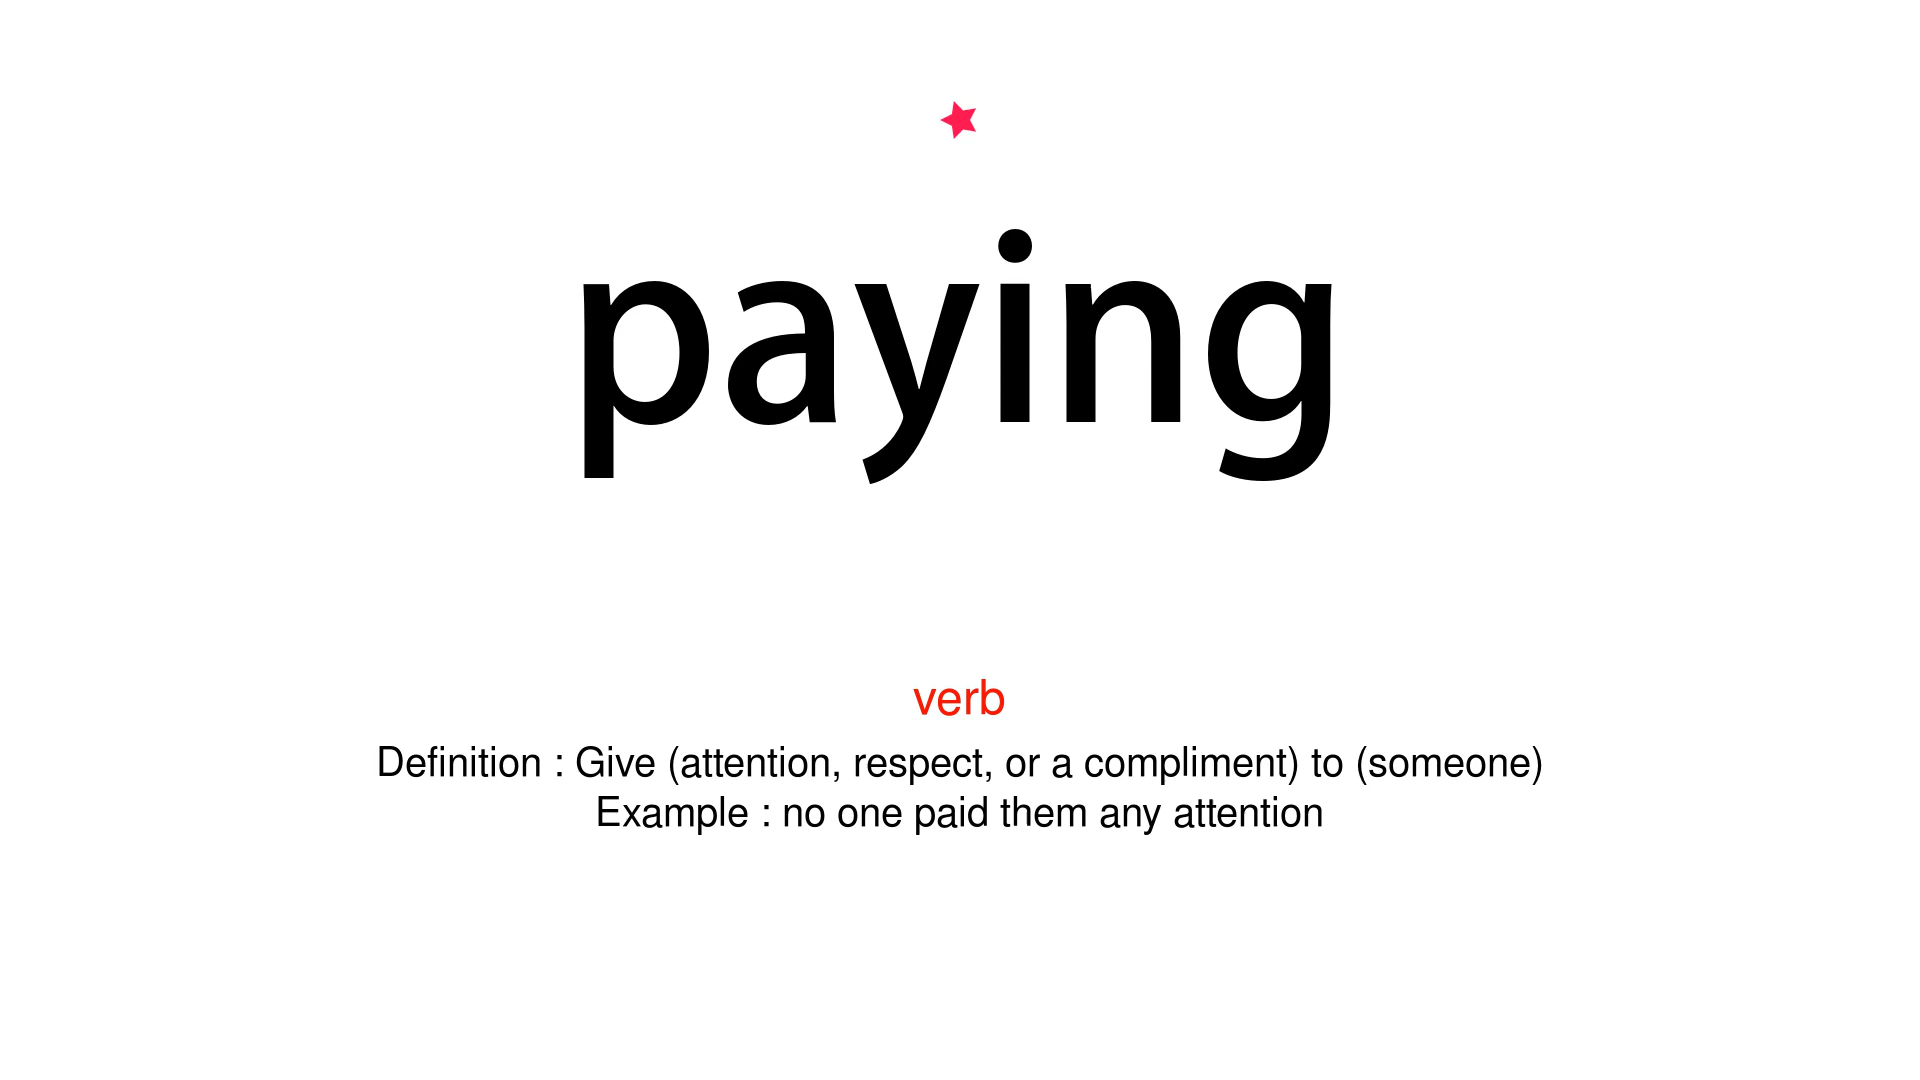 paying
verb
Definition : Give (attention, respect, or a compliment) to (someone)
Example : no one paid them any attention